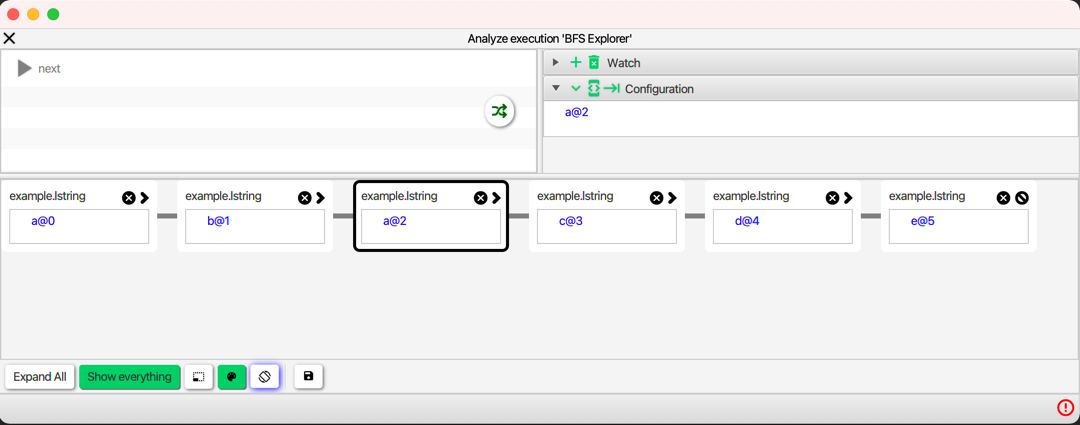 Analyze execution 'BFS Explorer'
next
Watch
Configuration
a@2
example.lstring
a@0
example.lstring
b@1
example.lstring
a@2
example.lstring
c@3
example.lstring
d@4
example.lstring
e@5
Expand All
Show everything